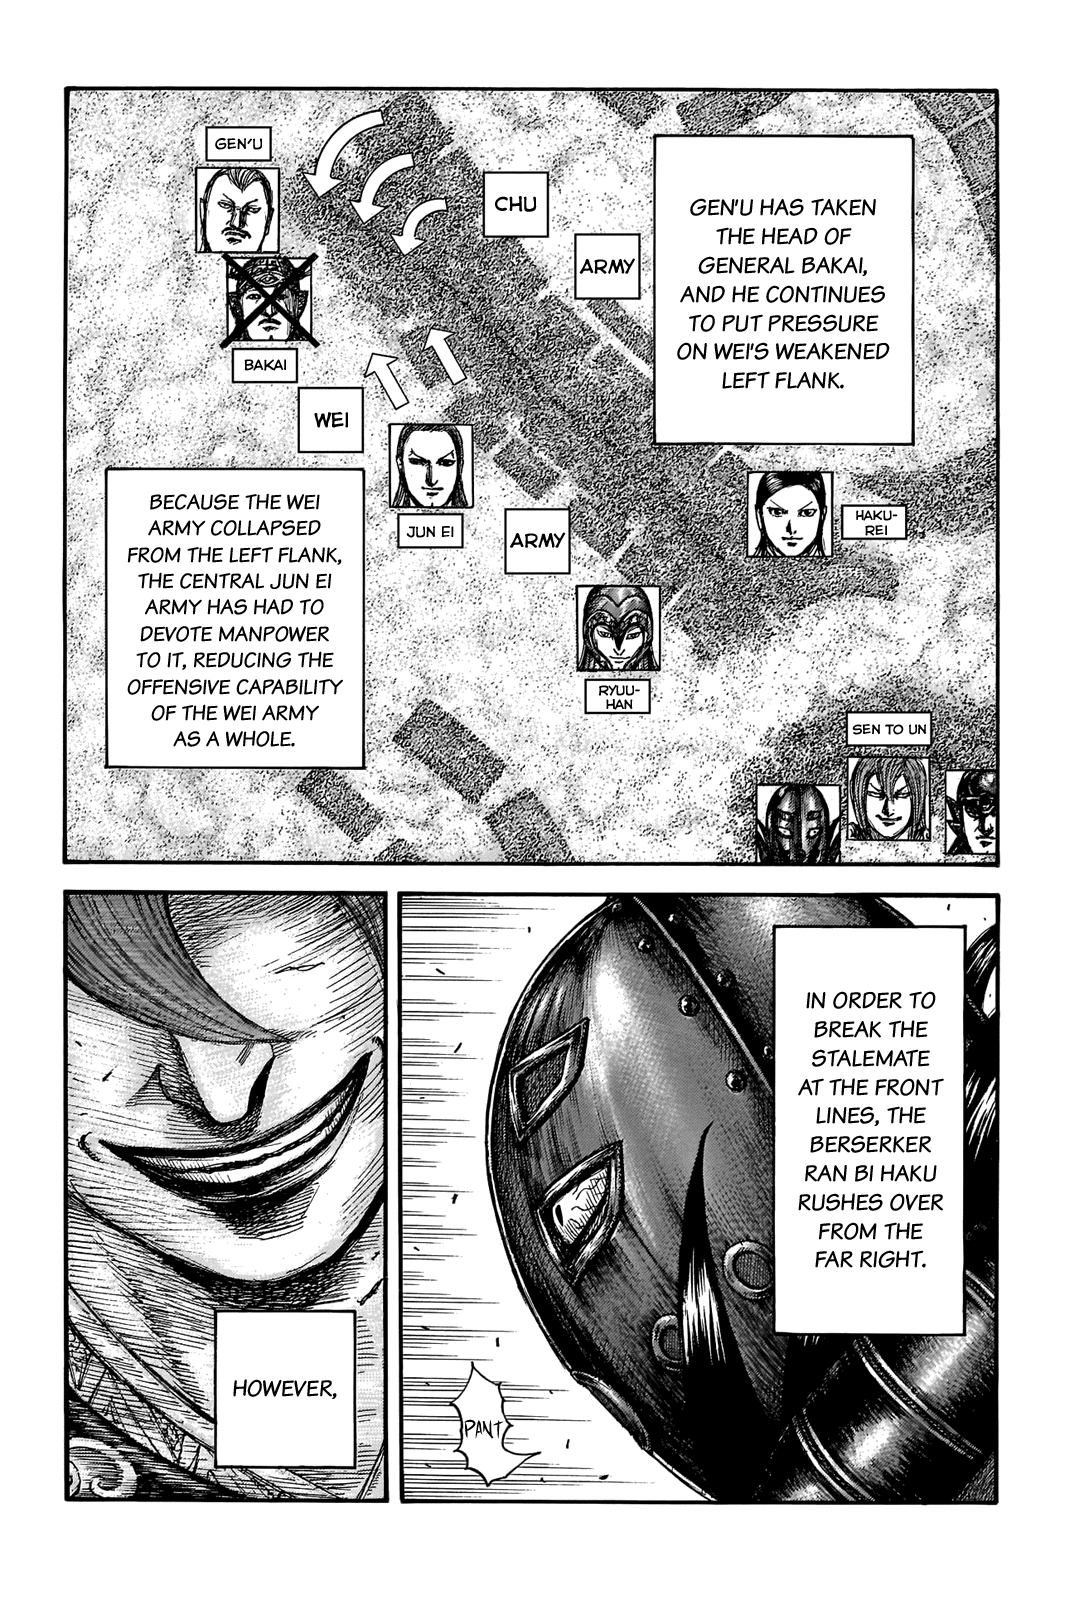 GEN'U HAS TAKEN
THE HEAD OF
GENERAL BAKAI,
AND HE CONTINUES
TO PUT PRESSURE
ON WEI'S WEAKENED
LEFT FLANK.
CHU
ARMY
GEN'U
BAKAI
WEI
ARMY
JUN EI
HAKU-
REI
RYUU-
HAN
SEN TO UN
BECAUSE THE WEI
ARMY COLLAPSED
FROM THE LEFT FLANK,
THE CENTRAL JUN EI
ARMY HAS HAD TO
DEVOTE MANPOWER
TO IT, REDUCING THE
OFFENSIVE CAPABILITY
OF THE WEI ARMY
AS A WHOLE.
IN ORDER TO
BREAK THE
STALEMATE
AT THE FRONT
LINES, THE
BERSERKER
RAN BI HAKU
RUSHES OVER
FROM THE
FAR RIGHT.
PANT
HOWEVER,